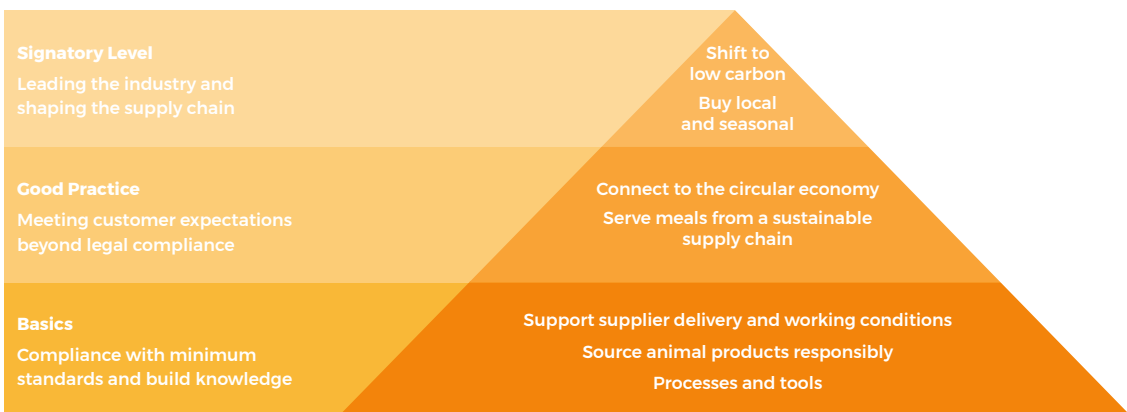 Signatory Level
Leading the industry and
shaping the supply chain
Shift to
low carbon
Buy local
and seasonal
Good Practice
Meeting customer expectations
beyond legal compliance
Connect to the circular economy
Serve meals from a sustainable
supply chain
Basics
Compliance with minimum
standards and build knowledge
Support supplier delivery and working conditions
Source animal products responsibly
Processes and tools